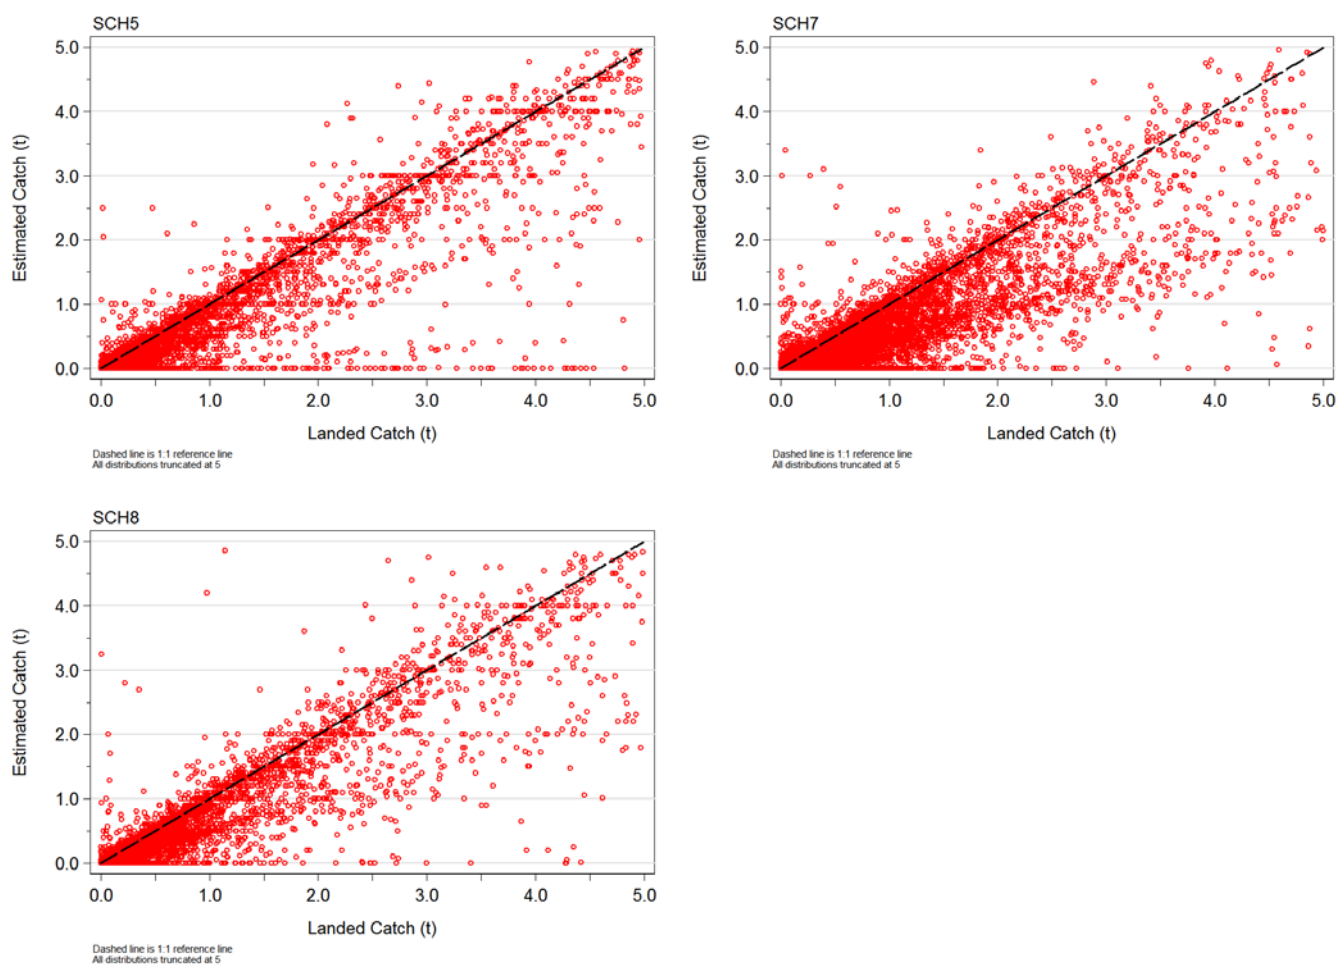 SCH5
5.0
4.0
3.0
2.0
1.0
0.0
Estimated Catch (t)
0.0 1.0 2.0 3.0 4.0 5.0
Landed Catch (t)
Dashed line is 1:1 reference line
All distributions truncated at 5
SCH7
5.0
4.0
3.0
2.0
1.0
0.0
Estimated Catch (t)
0.0 1.0 2.0 3.0 4.0 5.0
Landed Catch (t)
Dashed line is 1:1 reference line
All distributions truncated at 5
SCH8
5.0
4.0
3.0
2.0
1.0
0.0
Estimated Catch (t)
0.0 1.0 2.0 3.0 4.0 5.0
Landed Catch (t)
Dashed line is 1:1 reference line
All distributions truncated at 5